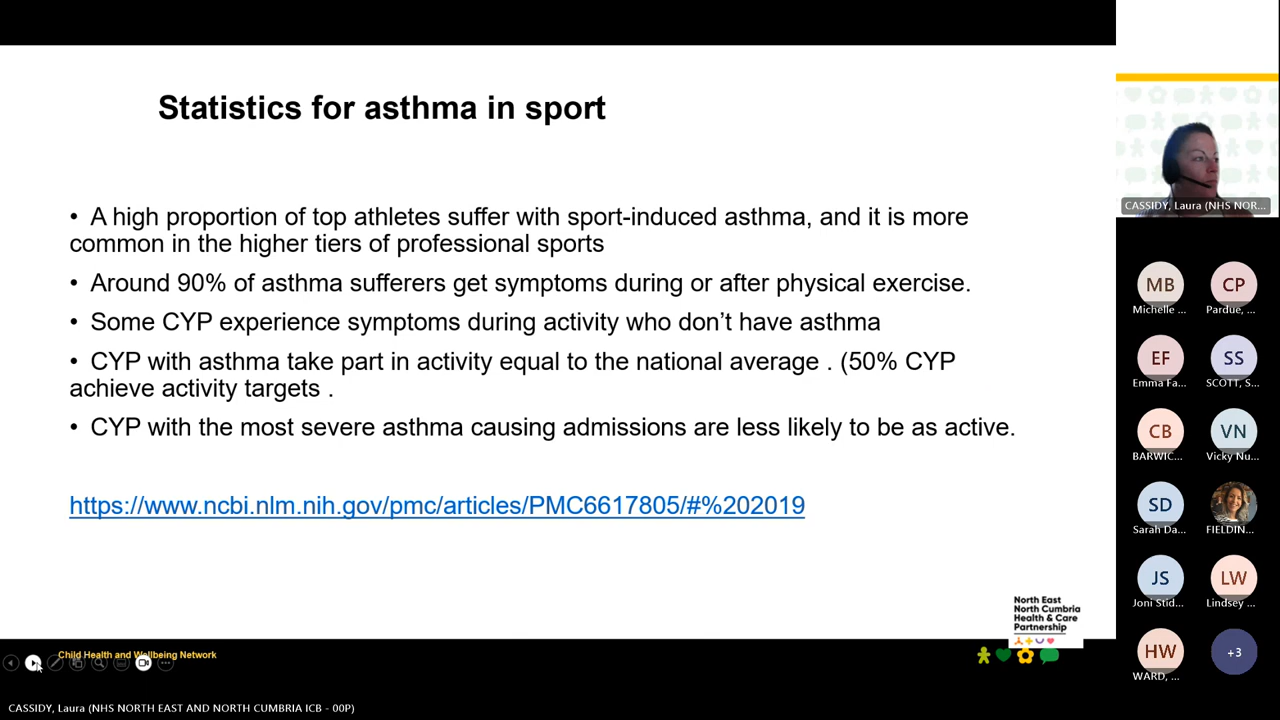 Statistics for asthma in sport
• A high proportion of top athletes suffer with sport-induced asthma, and it is more
common in the higher tiers of professional sports
• Around 90% of asthma sufferers get symptoms during or after physical exercise.
• Some CYP experience symptoms during activity who don’t have asthma
• CYP with asthma take part in activity equal to the national average . (50% CYP
achieve activity targets .
• CYP with the most severe asthma causing admissions are less likely to be as active.
https://www.ncbi.nlm.nih.gov/pmc/articles/PMC6617805/#%202019
North East
North Cumbria
Health & Care
Partnership
Child Health and Wellbeing Network
CASSIDY, Laura (NHS NORTH EAST AND NORTH CUMBRIA ICB - 00P)
CASSIDY, Laura (NHS NOR...
MB
Michelle ...
CP
Pardue, ...
EF
Emma Fa...
SS
SCOTT, S...
CB
BARWIC...
VN
Vicky Nu...
SD
Sarah Da...
FIELDIN...
JS
Joni Stid...
LW
Lindsey ...
HW
WARD, ...
+3